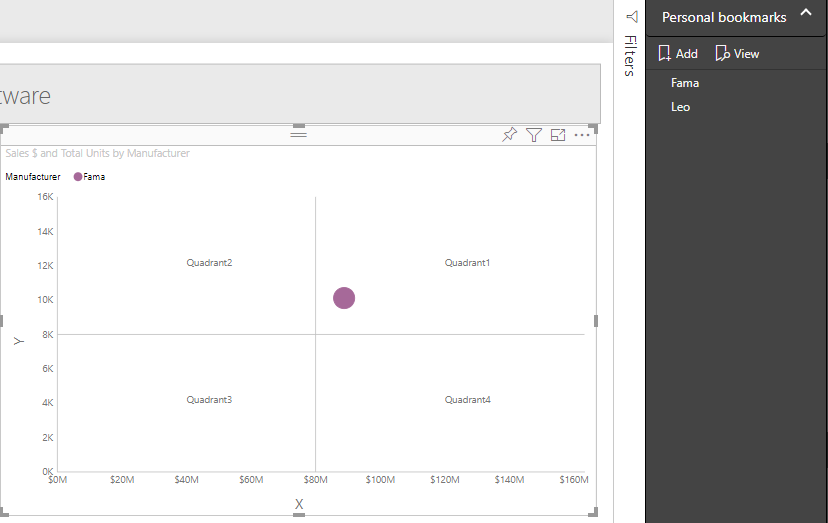 tware
Sales $ and Total Units by Manufacturer
Manufacturer Fama
16K
14K
12K
10K
8K
6K
4K
2K
0K
Y
Quadrant2
Quadrant1
Quadrant3
Quadrant4
$0M $20M $40M $60M $80M $100M $120M $140M $160M
X
Filters
Personal bookmarks
Add View
Fama
Leo